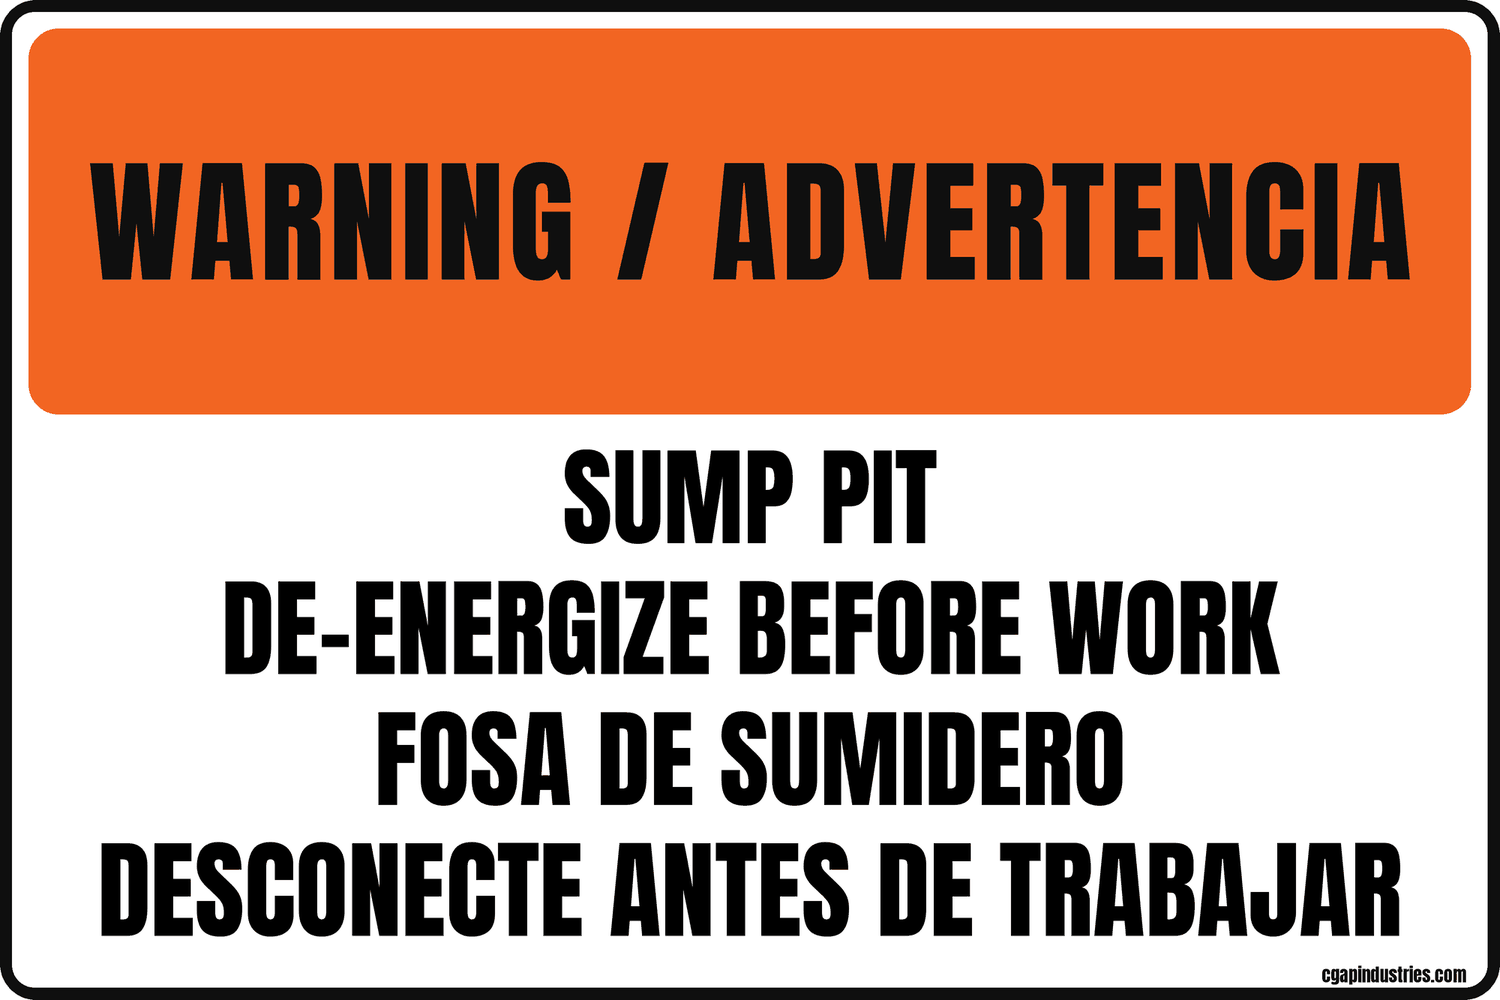 WARNING / ADVERTENCIA
SUMP PIT
DE-ENERGIZE BEFORE WORK
FOSA DE SUMIDERO
DESCONECTE ANTES DE TRABAJAR
cgapindustries.com